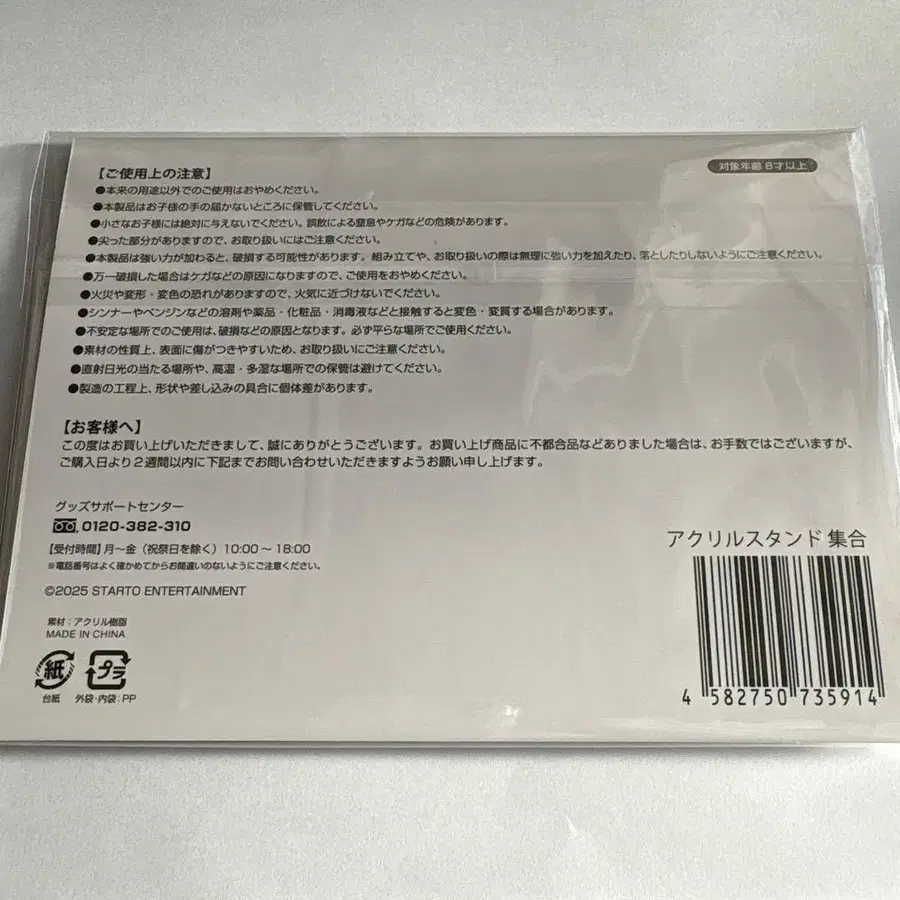 【ご使用上の注意】
対象年齢 6才以上
●本来の用途以外でのご使用はおやめください。
●本製品はお子様の手の届かないところに保管してください。
●小さなお子様には絶対に与えないでください。誤飲による窒息やケガなどの危険があります。
●尖った部分がありますので、お取り扱いにはご注意ください。
●本製品は強い力が加わると、破損する可能性があります。組み立てや、お取り扱いの際は無理に強い力を加えたり、落としたりしないようにご注意ください。
●万一破損した場合はケガなどの原因になりますので、ご使用をおやめください。
●火災や変形・変色の恐れがありますので、火気に近づけないでください。
●シンナーやベンジンなどの溶剤や薬品・化粧品・消毒液などと接触すると変色・変質する場合があります。
●不安定な場所でのご使用は、破損などの原因となります。必ず平らな場所でご使用ください。
●素材の性質上、表面に傷がつきやすいため、お取り扱いにご注意ください。
●直射日光の当たる場所や、高温・多湿な場所での保管は避けてください。
●製造の工程上、形状や差し込みの具合に個体差があります。
【お客様へ】
この度はお買い上げいただきまして、誠にありがとうございます。お買い上げ商品に不都合品などありました場合は、お手数ではございますが、
ご購入日より2週間以内に下記までお問い合わせいただきますようお願い申し上げます。
グッズサポートセンター
0120-382-310
【受付時間】月〜金（祝祭日を除く）10:00〜18:00
※電話番号はよく確かめてからお間違いのないようにご注意ください。
©2025 STARTO ENTERTAINMENT
素材：アクリル樹脂
MADE IN CHINA
紙
プラ
台紙
外袋・内袋：PP
アクリルスタンド 集合
4 582750 735914